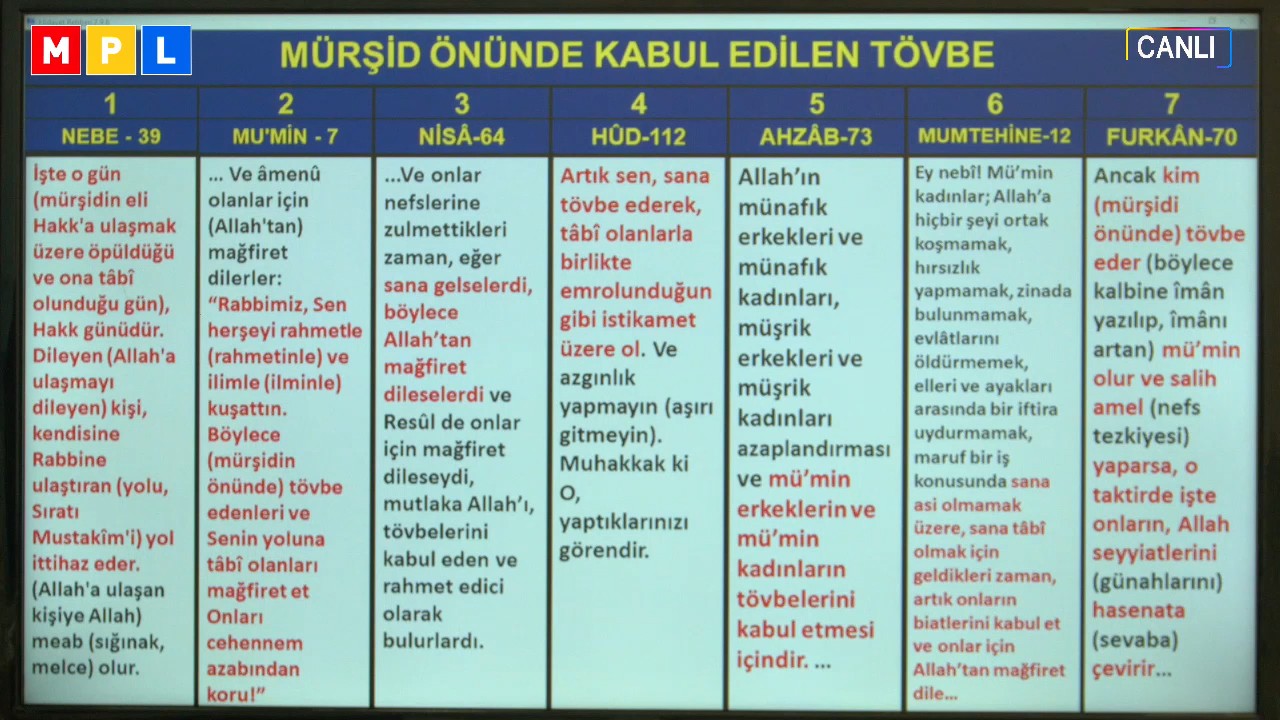 MPL
CANLI
MÜRŞİD ÖNÜNDE KABUL EDİLEN TÖVBE
1
NEBE - 39
İşte o gün
(mürşidin eli
Hakk'a ulaşmak
üzere öpüldüğü
ve ona tâbî
olunduğu gün),
Hakk günüdür.
Dileyen (Allah'a
ulaşmayı
dileyen) kişi,
kendisine
Rabbine
ulaştıran (yolu,
Sıratı
Mustakîm'i) yol
ittihaz eder.
(Allah'a ulaşan
kişiye Allah)
meab (sığınak,
melce) olur.
2
MU'MİN - 7
... Ve âmenû
olanlar için
(Allah'tan)
mağfiret
dilerler:
“Rabbimiz, Sen
herşeyi rahmetle
(rahmetinle) ve
ilimle (ilminle)
kuşattın.
Böylece
(mürşidin
önünde) tövbe
edenleri ve
Senin yoluna
tâbî olanları
mağfiret et
Onları
cehennem
azabından
koru!”
3
NİSÂ-64
...Ve onlar
nefslerine
zulmettikleri
zaman, eğer
sana gelselerdi,
böylece
Allah’tan
mağfiret
dileselerdi ve
Resûl de onlar
için mağfiret
dileseydi,
mutlaka Allah’ı,
tövbelerini
kabul eden ve
rahmet edici
olarak
bulurlardı.
4
HÛD-112
Artık sen, sana
tövbe ederek,
tâbî olanlarla
birlikte
emrolunduğun
gibi istikamet
üzere ol. Ve
azgınlık
yapmayın (aşırı
gitmeyin).
Muhakkak ki
O,
yaptıklarınızı
görendir.
5
AHZÂB-73
Allah’ın
münafık
erkekleri ve
münafık
kadınları,
müşrik
erkekleri ve
müşrik
kadınları
azaplandırması
ve mü’min
erkeklerin ve
mü’min
kadınların
tövbelerini
kabul etmesi
içindir. ...
6
MUMTEHİNE-12
Ey nebî! Mü’min
kadınlar; Allah’a
hiçbir şeyi ortak
koşmamak,
hırsızlık
yapmamak, zinada
bulunmamak,
evlâtlarını
öldürmemek,
elleri ve ayakları
arasında bir iftira
uydurmamak,
maruf bir iş
konusunda sana
asi olmamak
üzere, sana tâbî
olmak için
geldikleri zaman,
artık onların
biatlerini kabul et
ve onlar için
Allah’tan mağfiret
dile...
7
FURKÂN-70
Ancak kim
(mürşidi
önünde) tövbe
eder (böylece
kalbine îmân
yazılıp, îmânı
artan) mü’min
olur ve salih
amel (nefs
tezkiyesi)
yaparsa, o
taktirde işte
onların, Allah
seyyiatlerini
(günahlarını)
hasenata
(sevaba)
çevirir...